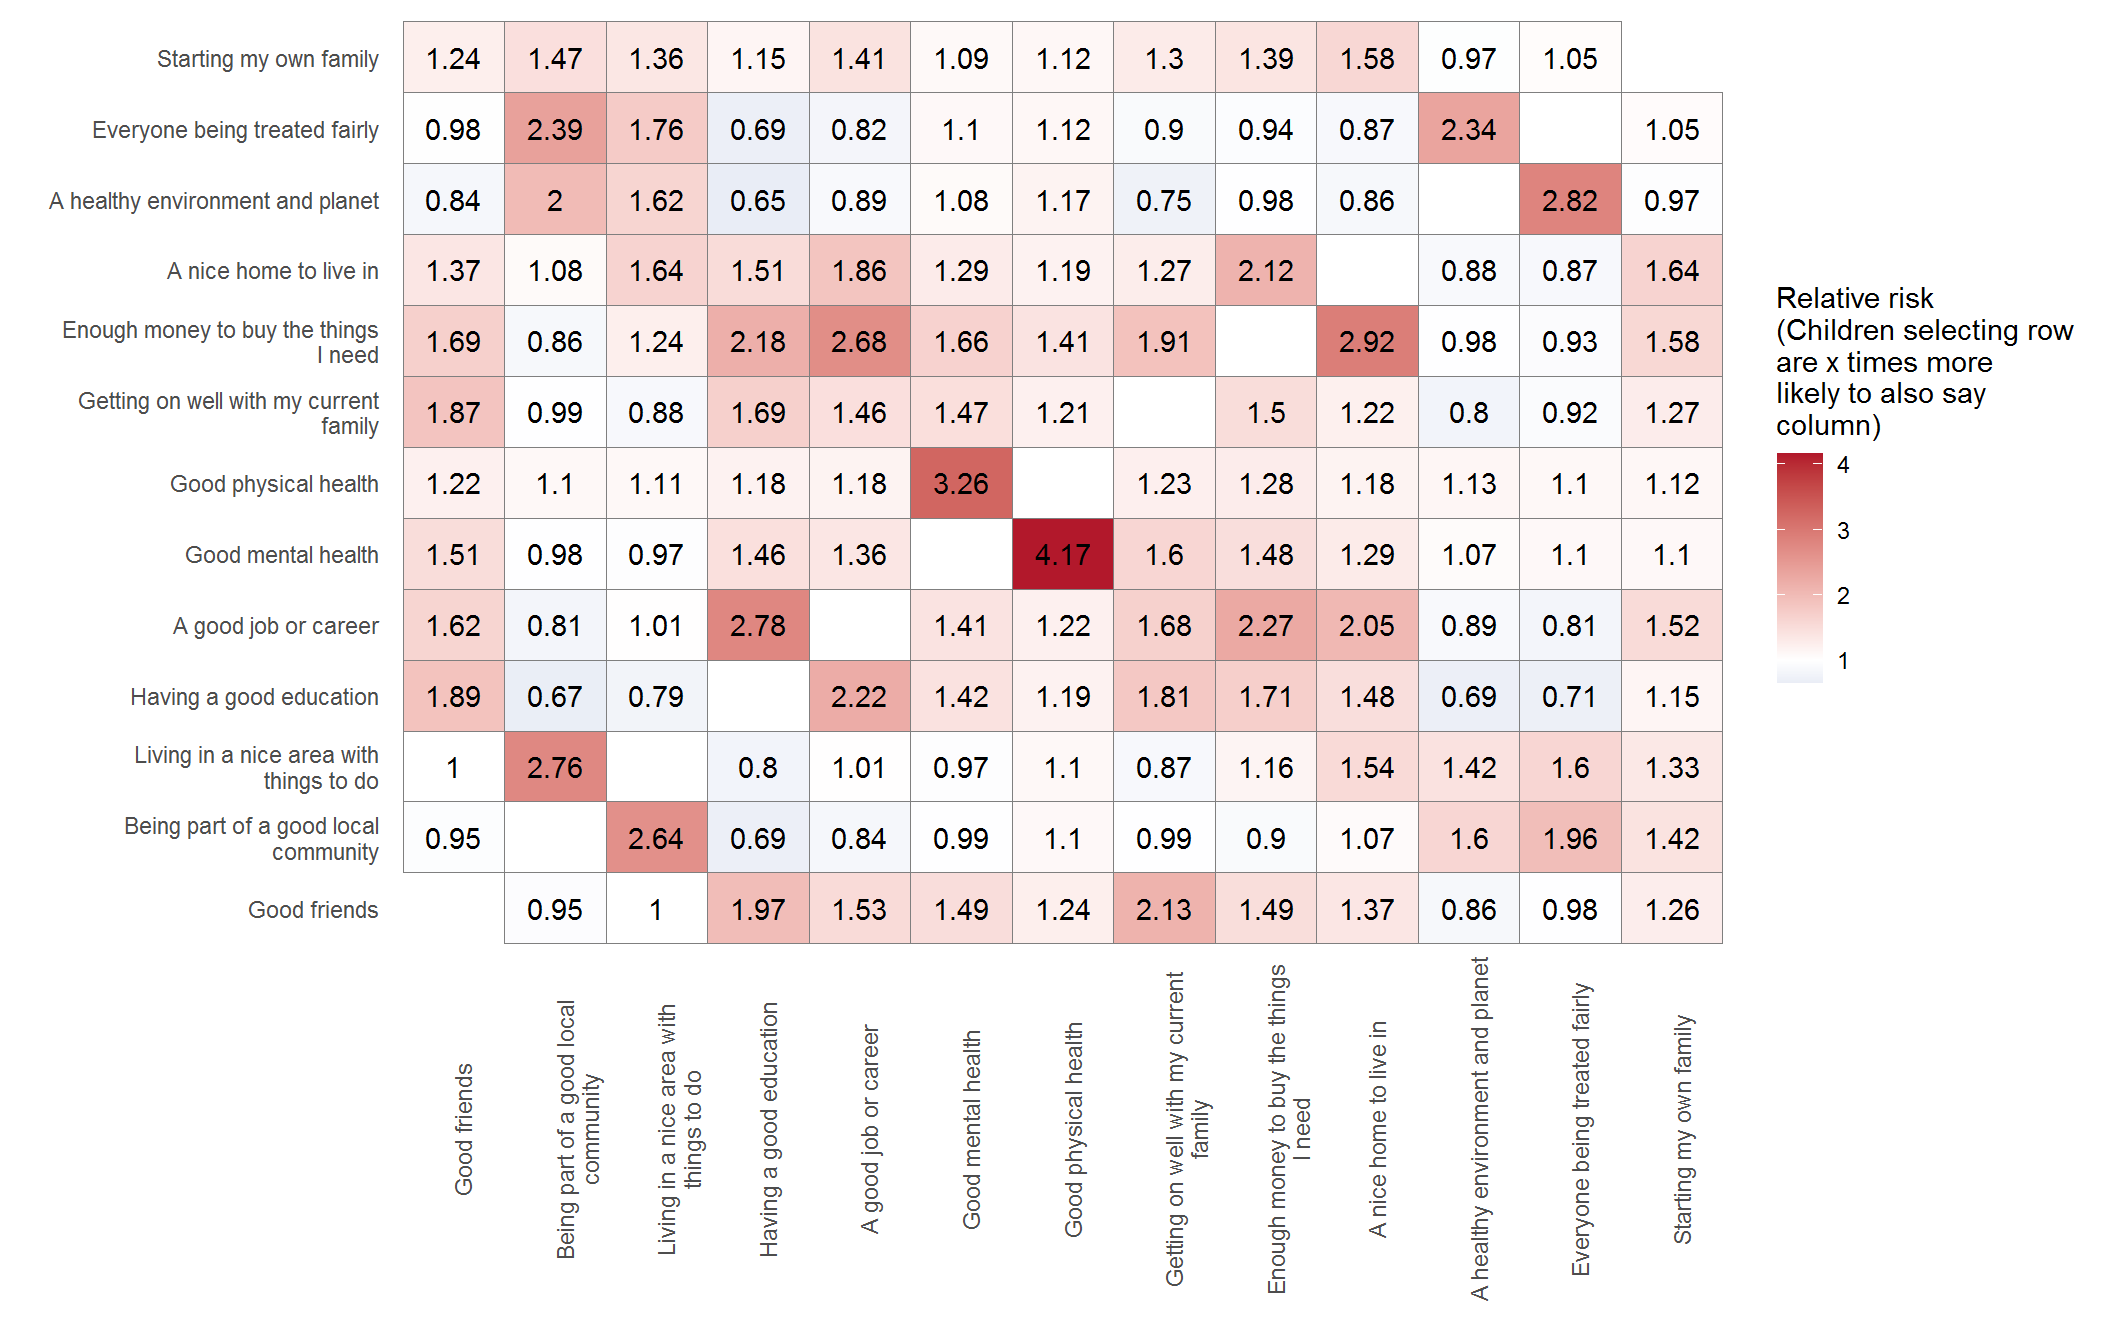 Starting my own family 1.24 1.47 1.36 1.15 1.41 1.09 1.12 1.3 1.39 1.58 0.97 1.05
Everyone being treated fairly 0.98 2.39 1.76 0.69 0.82 1.1 1.12 0.9 0.94 0.87 2.34 1.05
A healthy environment and planet 0.84 2 1.62 0.65 0.89 1.08 1.17 0.75 0.98 0.86 2.82 0.97
A nice home to live in 1.37 1.08 1.64 1.51 1.86 1.29 1.19 1.27 2.12 0.88 0.87 1.64
Enough money to buy the things
I need 1.69 0.86 1.24 2.18 2.68 1.66 1.41 1.91 2.92 0.98 0.93 1.58
Getting on well with my current
family 1.87 0.99 0.88 1.69 1.46 1.47 1.21 1.5 1.22 0.8 0.92 1.27
Good physical health 1.22 1.1 1.11 1.18 1.18 3.26 1.23 1.28 1.18 1.13 1.1 1.12
Good mental health 1.51 0.98 0.97 1.46 1.36 4.17 1.6 1.48 1.29 1.07 1.1 1.1
A good job or career 1.62 0.81 1.01 2.78 1.41 1.22 1.68 2.27 2.05 0.89 0.81 1.52
Having a good education 1.89 0.67 0.79 2.22 1.42 1.19 1.81 1.71 1.48 0.69 0.71 1.15
Living in a nice area with
things to do 1 2.76 0.8 1.01 0.97 1.1 0.87 1.16 1.54 1.42 1.6 1.33
Being part of a good local
community 0.95 2.64 0.69 0.84 0.99 1.1 0.99 0.9 1.07 1.6 1.96 1.42
Good friends 0.95 1 1.97 1.53 1.49 1.24 2.13 1.49 1.37 0.86 0.98 1.26
Good friends
Being part of a good local
community
Living in a nice area with
things to do
Having a good education
A good job or career
Good mental health
Good physical health
Getting on well with my current
family
Enough money to buy the things
I need
A nice home to live in
A healthy environment and planet
Everyone being treated fairly
Starting my own family
Relative risk
(Children selecting row
are x times more
likely to also say
column)
4
3
2
1